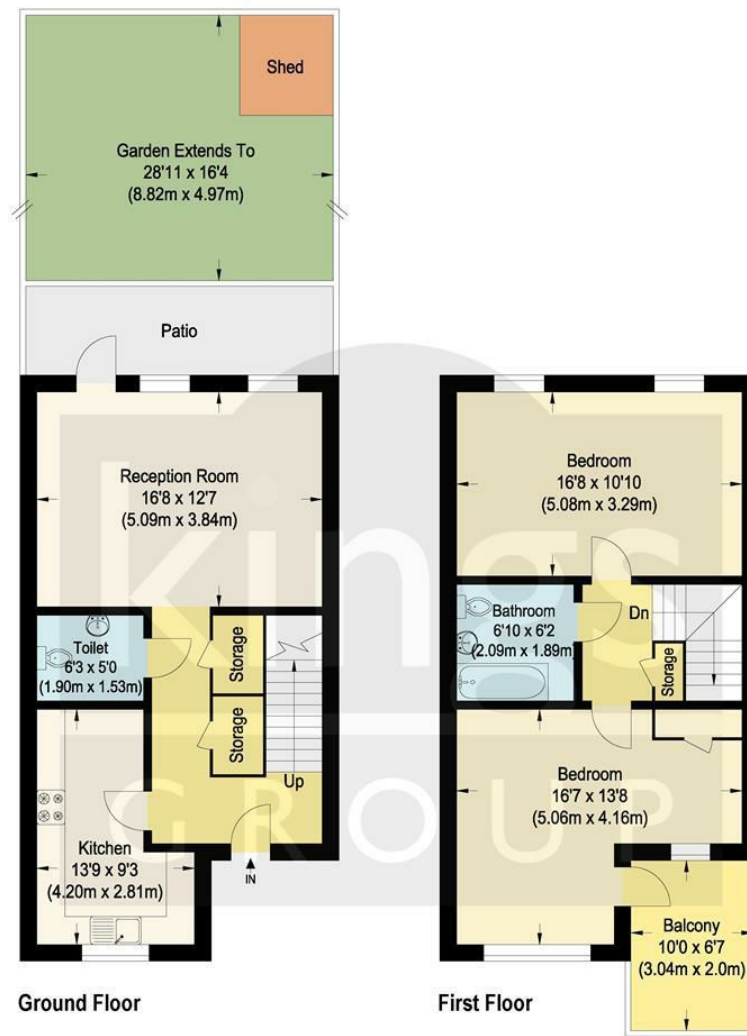 Shed
Garden Extends To
28'11 x 16'4
(8.82m x 4.97m)
Patio
Reception Room
16'8 x 12'7
(5.09m x 3.84m)
Toilet
6'3 x 5'0
(1.90m x 1.53m)
Storage
Storage
Up
Kitchen
13'9 x 9'3
(4.20m x 2.81m)
IN
Ground Floor
Bedroom
16'8 x 10'10
(5.08m x 3.29m)
Bathroom
6'10 x 6'2
(2.09m x 1.89m)
Dn
Storage
Bedroom
16'7 x 13'8
(5.06m x 4.16m)
Balcony
10'0 x 6'7
(3.04m x 2.0m)
First Floor
kings
GROUP